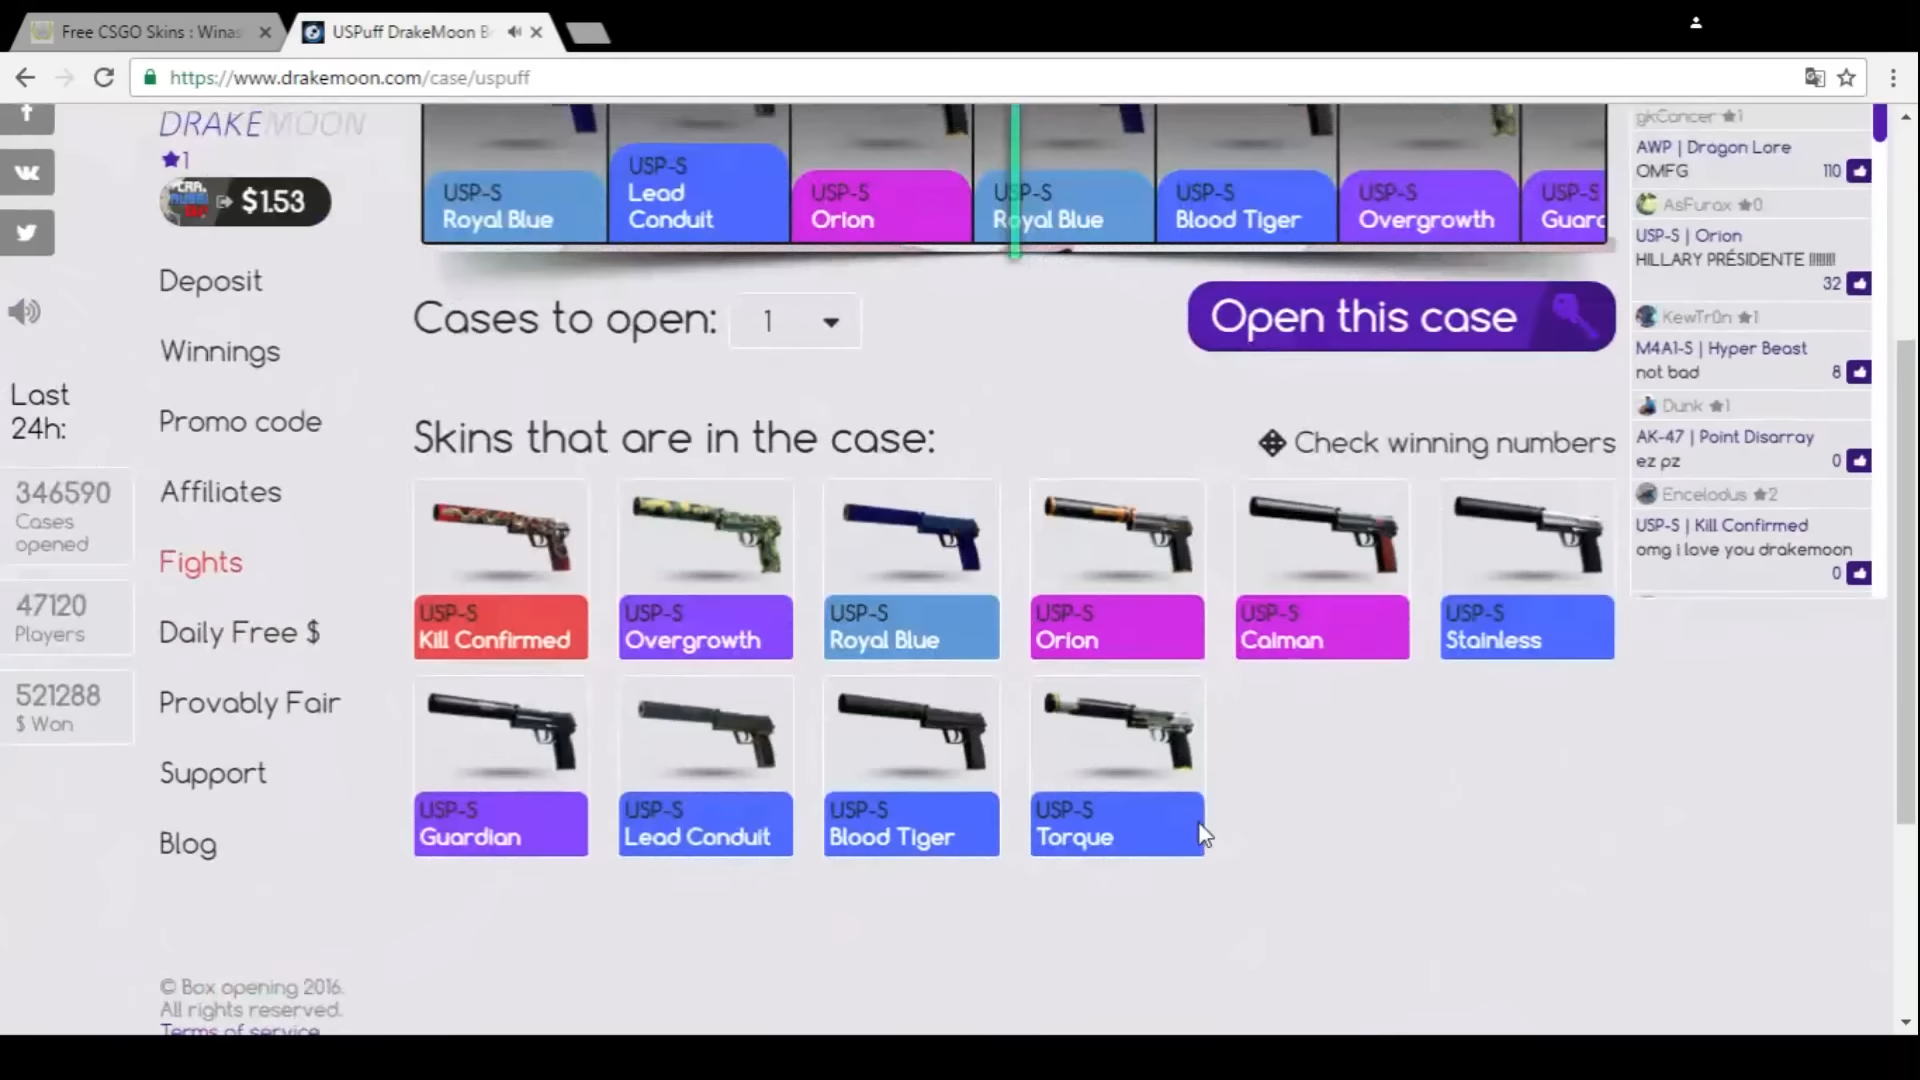 Free CSGO Skins : Winas
USPuff DrakeMoon B
https://www.drakemoon.com/case/uspuff
DRAKEMOON
1
$1.53
Deposit
Winnings
Promo code
Affiliates
Fights
Daily Free $
Provably Fair
Support
Blog
© Box opening 2016.
All rights reserved.
Terms of service
Last
24h:
346590
Cases
opened
47120
Players
521288
$ Won
USP-S
Royal Blue
USP-S
Lead
Conduit
USP-S
Orion
USP-S
Royal Blue
USP-S
Blood Tiger
USP-S
Overgrowth
USP-S
Guard
Cases to open:
1
Open this case
Skins that are in the case:
Check winning numbers
USP-S
Kill Confirmed
USP-S
Overgrowth
USP-S
Royal Blue
USP-S
Orion
USP-S
Caiman
USP-S
Stainless
USP-S
Guardian
USP-S
Lead Conduit
USP-S
Blood Tiger
USP-S
Torque
gkCancer ★1
AWP | Dragon Lore
OMFG
110
AsFurax ★0
USP-S | Orion
HILLARY PRÉSIDENTE !!!!!!!!
32
KewTr0n ★1
M4A1-S | Hyper Beast
not bad
8
Dunk ★1
AK-47 | Point Disarray
ez pz
0
Encelodus ★2
USP-S | Kill Confirmed
omg i love you drakemoon
0